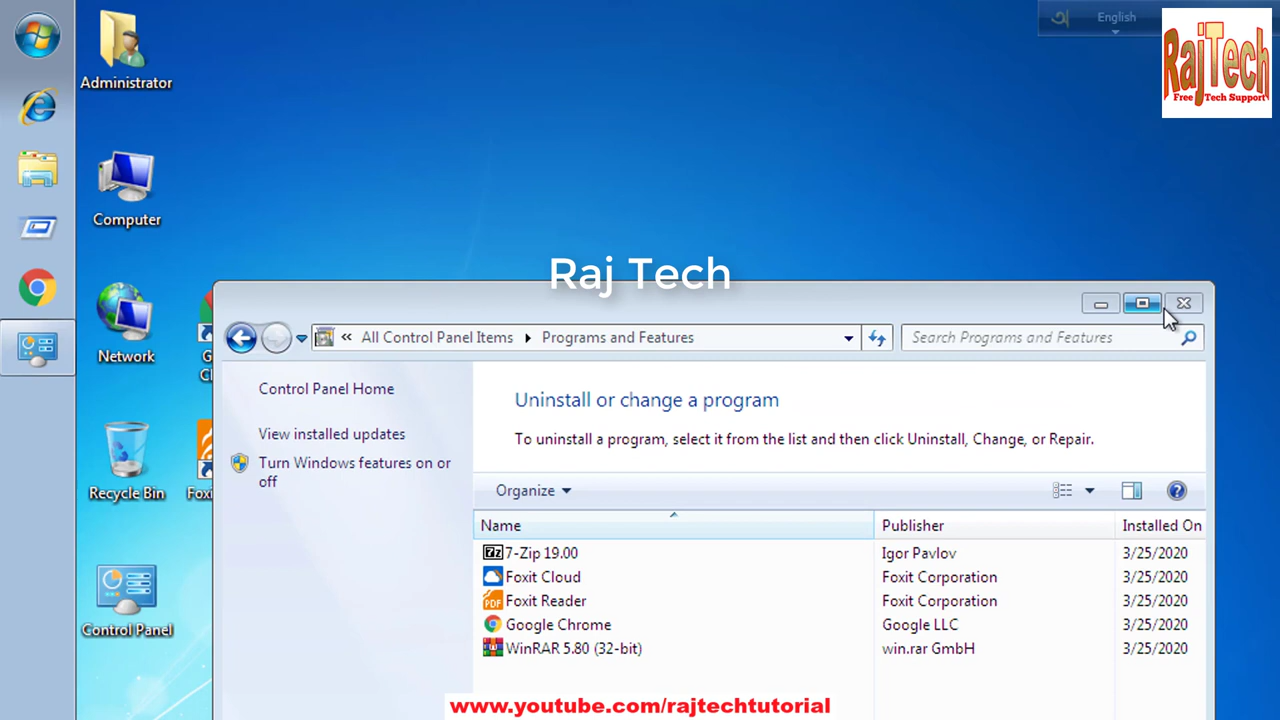 Administrator
Computer
Network
Recycle Bin
Control Panel
English
RajTech
Free Tech Support
Raj Tech
« All Control Panel Items Programs and Features
Search Programs and Features
Control Panel Home
View installed updates
Turn Windows features on or
off
Uninstall or change a program
To uninstall a program, select it from the list and then click Uninstall, Change, or Repair.
Organize
Name Publisher Installed On
7-Zip 19.00 Igor Pavlov 3/25/2020
Foxit Cloud Foxit Corporation 3/25/2020
Foxit Reader Foxit Corporation 3/25/2020
Google Chrome Google LLC 3/25/2020
WinRAR 5.80 (32-bit) win.rar GmbH 3/25/2020
www.youtube.com/rajtechtutorial